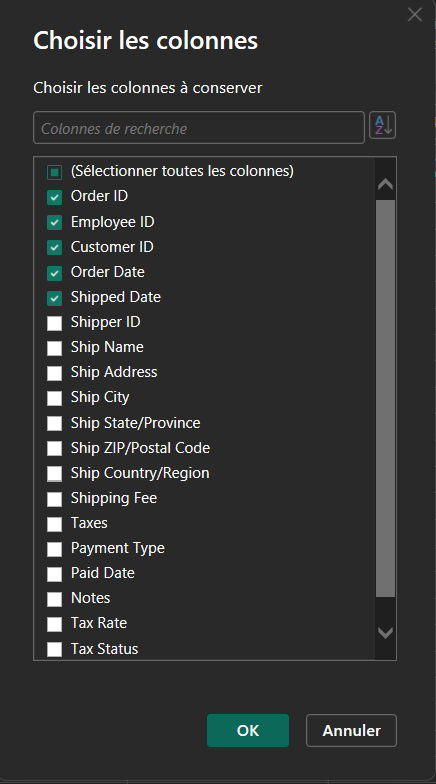 Choisir les colonnes
Choisir les colonnes à conserver
Colonnes de recherche
A
Z
(Sélectionner toutes les colonnes)
Order ID
Employee ID
Customer ID
Order Date
Shipped Date
Shipper ID
Ship Name
Ship Address
Ship City
Ship State/Province
Ship ZIP/Postal Code
Ship Country/Region
Shipping Fee
Taxes
Payment Type
Paid Date
Notes
Tax Rate
Tax Status
OK
Annuler